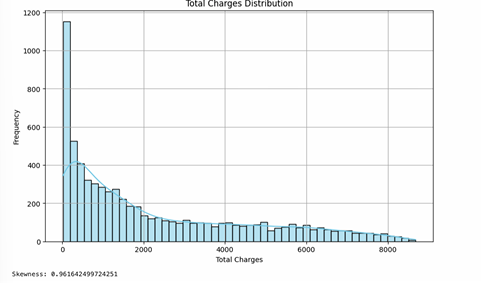 Total Charges Distribution
1200
1000
800
600
400
200
0
Frequency
0 2000 4000 6000 8000
Total Charges
Skewness: 0.961642499724251